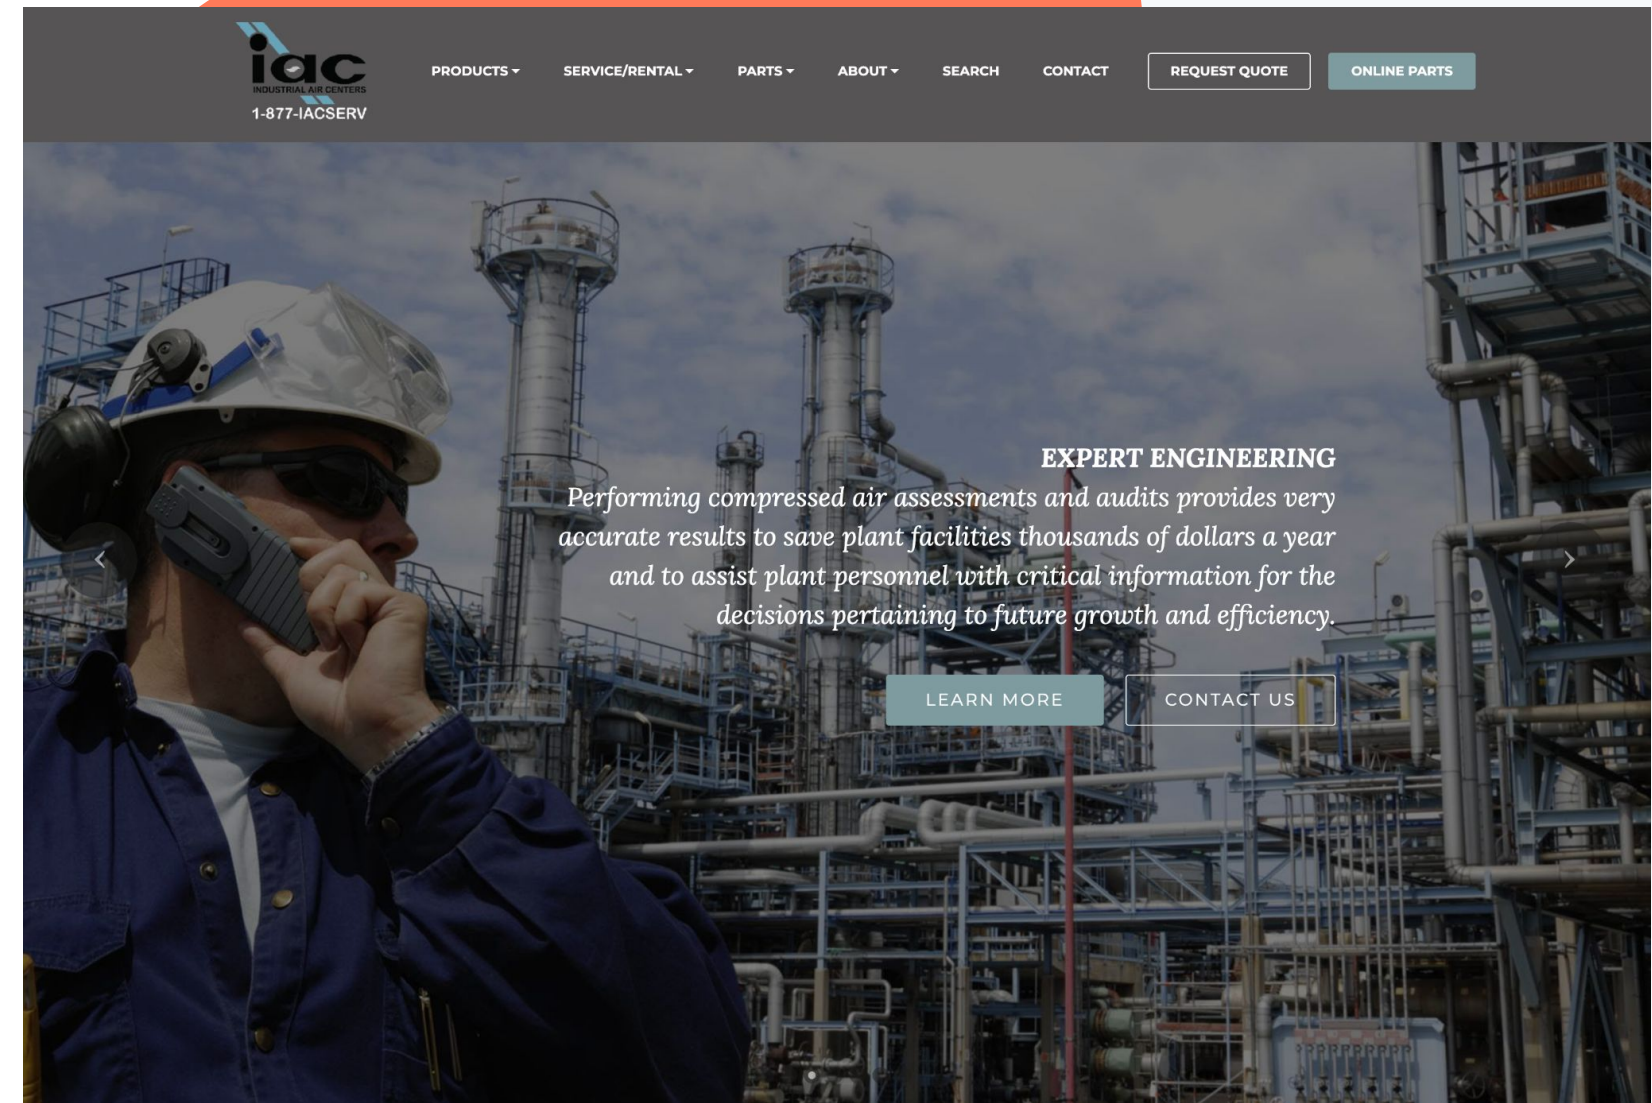 iac
INDUSTRIAL AIR CENTERS
1-877-IACSERV
PRODUCTS
SERVICE/RENTAL
PARTS
ABOUT
SEARCH
CONTACT
REQUEST QUOTE
ONLINE PARTS
EXPERT ENGINEERING
Performing compressed air assessments and audits provides very
accurate results to save plant facilities thousands of dollars a year
and to assist plant personnel with critical information for the
decisions pertaining to future growth and efficiency.
LEARN MORE
CONTACT US